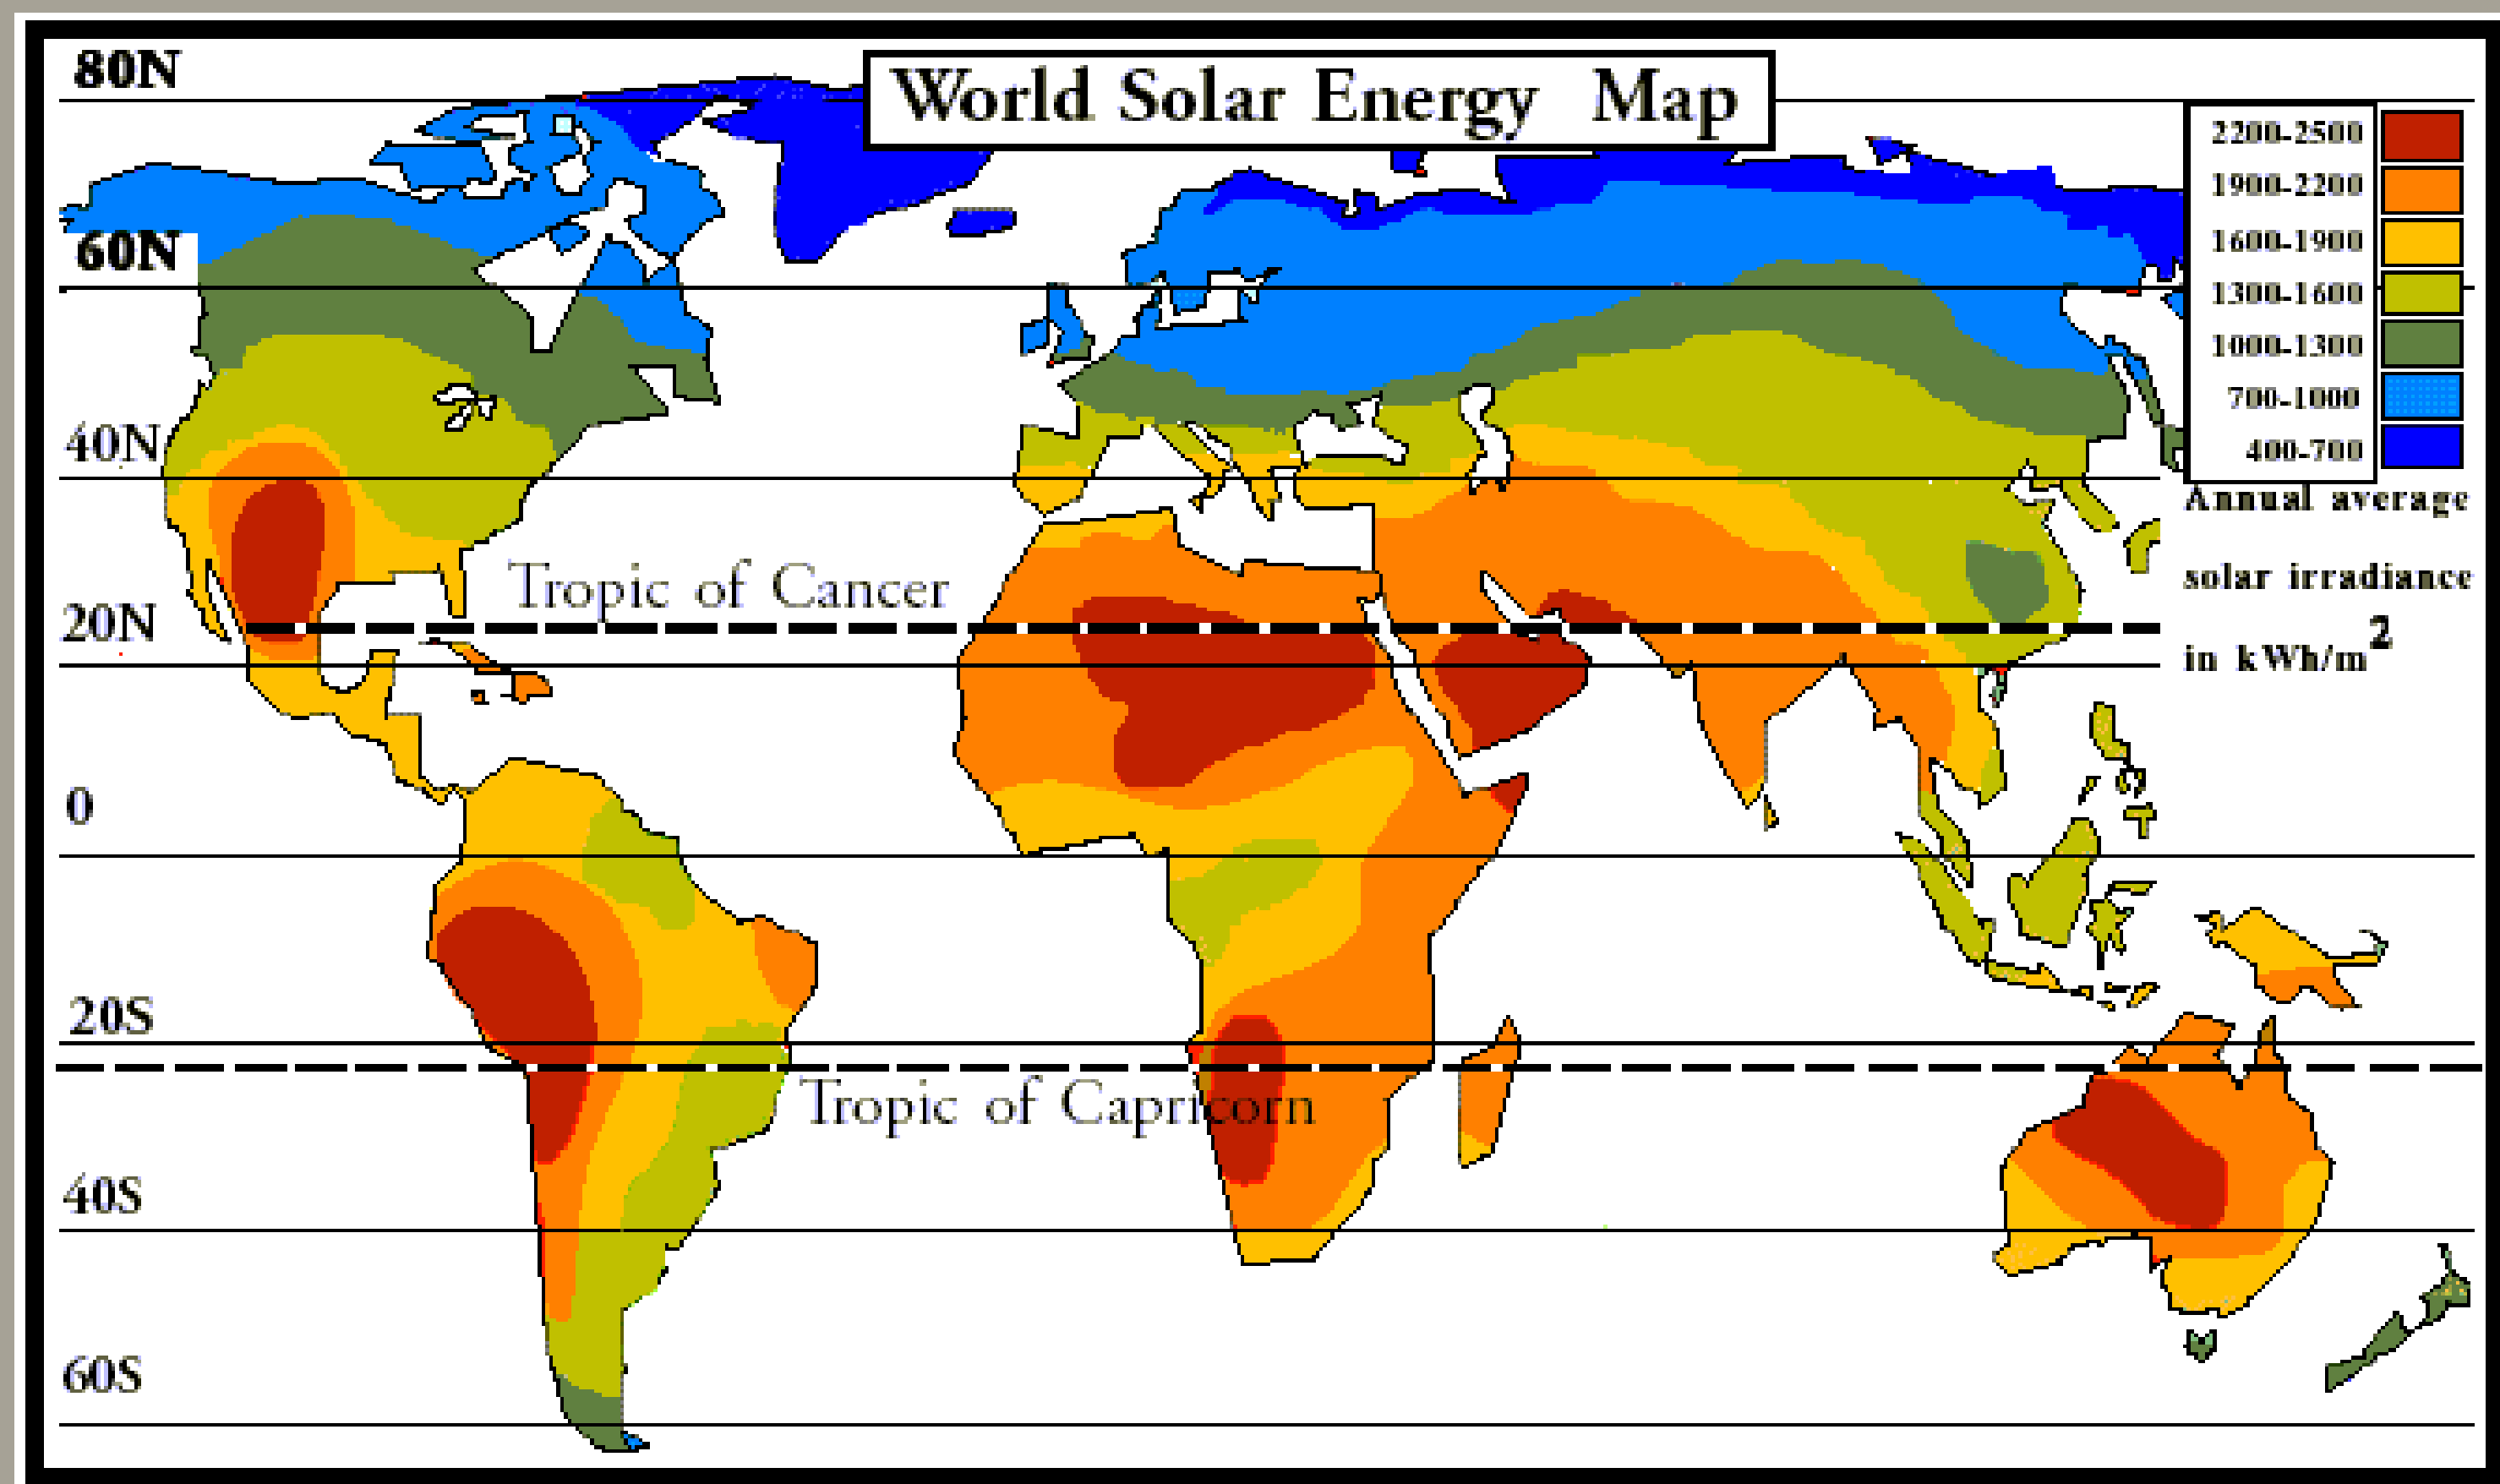 World Solar Energy Map
80N
60N
40N
20N
0
20S
40S
60S
Tropic of Cancer
Tropic of Capricorn
2200-2500
1900-2200
1600-1900
1300-1600
1000-1300
700-1000
400-700
Annual average
solar irradiance
in kWh/m2